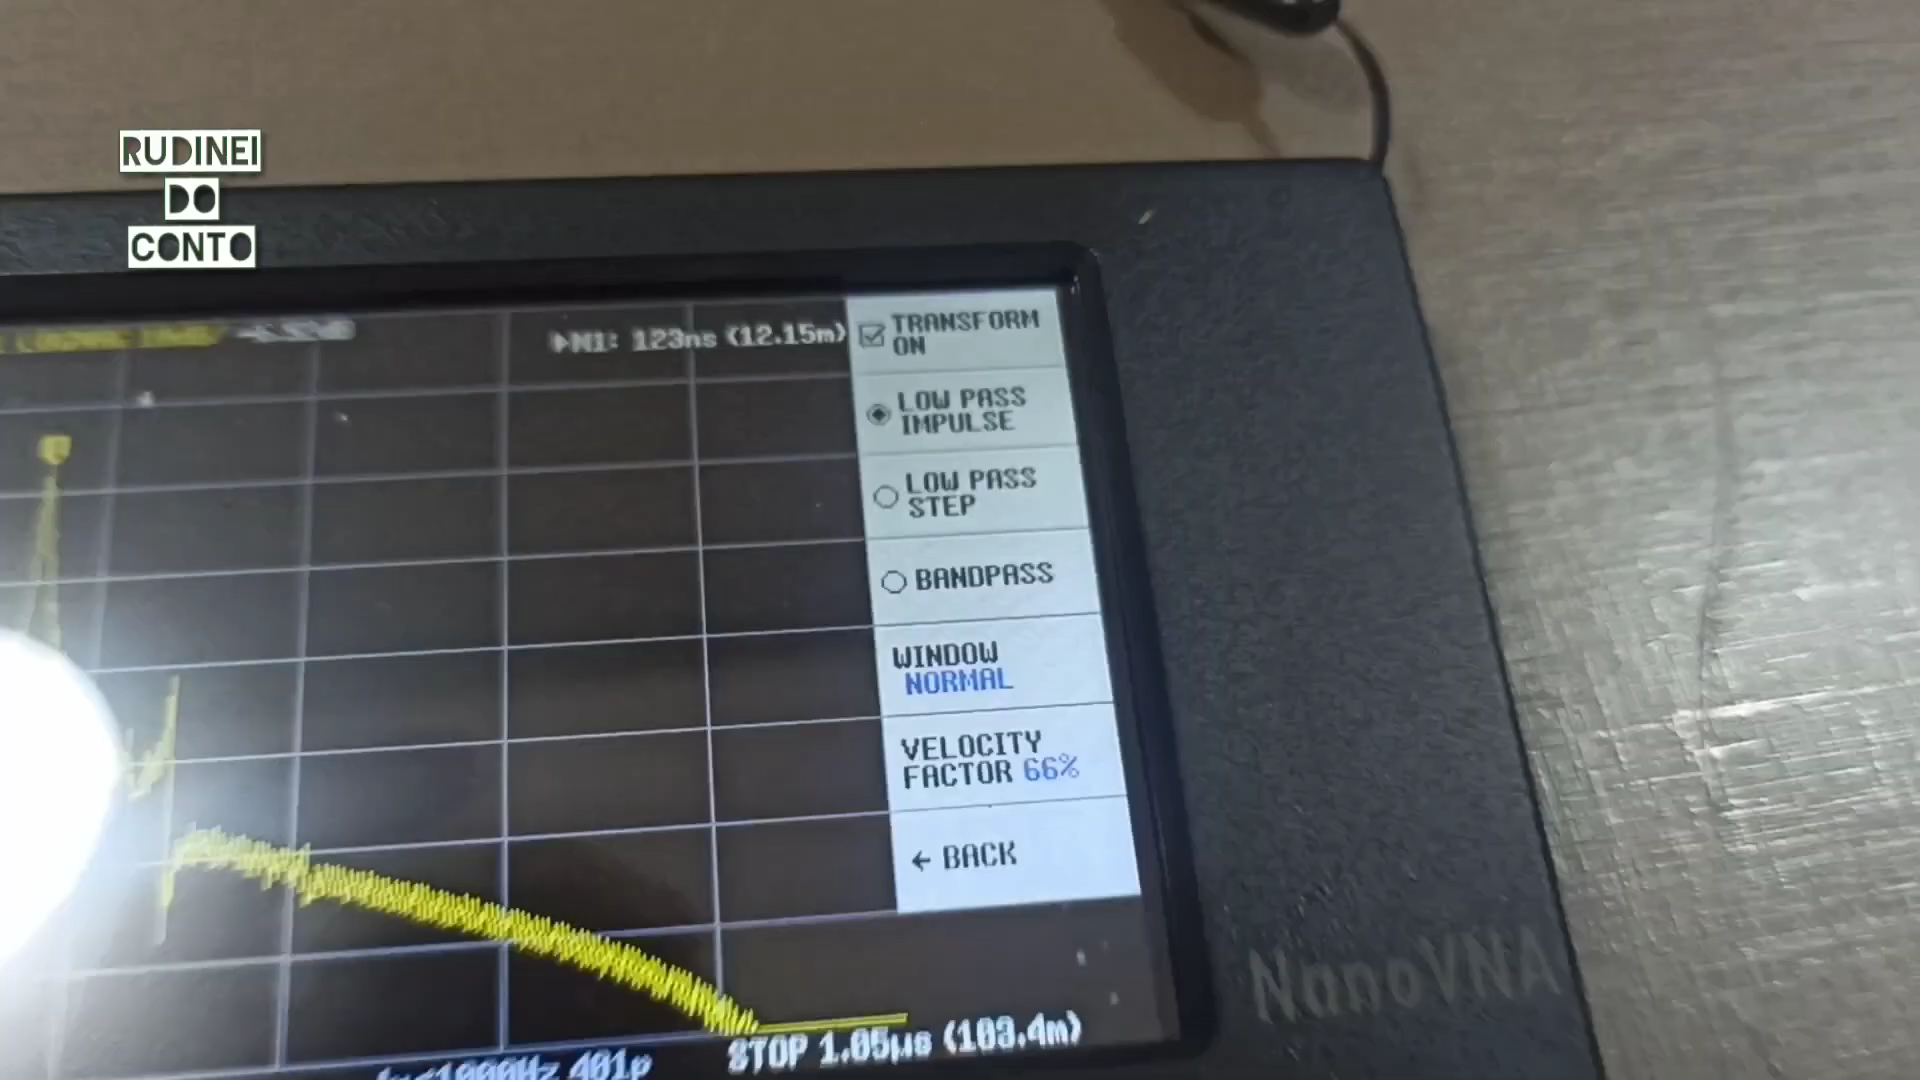 RUDINEI
DO
CONTO
M1: 123ns (12.15m)
TRANSFORM
ON
LOW PASS
IMPULSE
LOW PASS
STEP
BANDPASS
WINDOW
NORMAL
VELOCITY
FACTOR 66%
← BACK
NanoVNA
STOP 1.05µs (103.4m)
401p